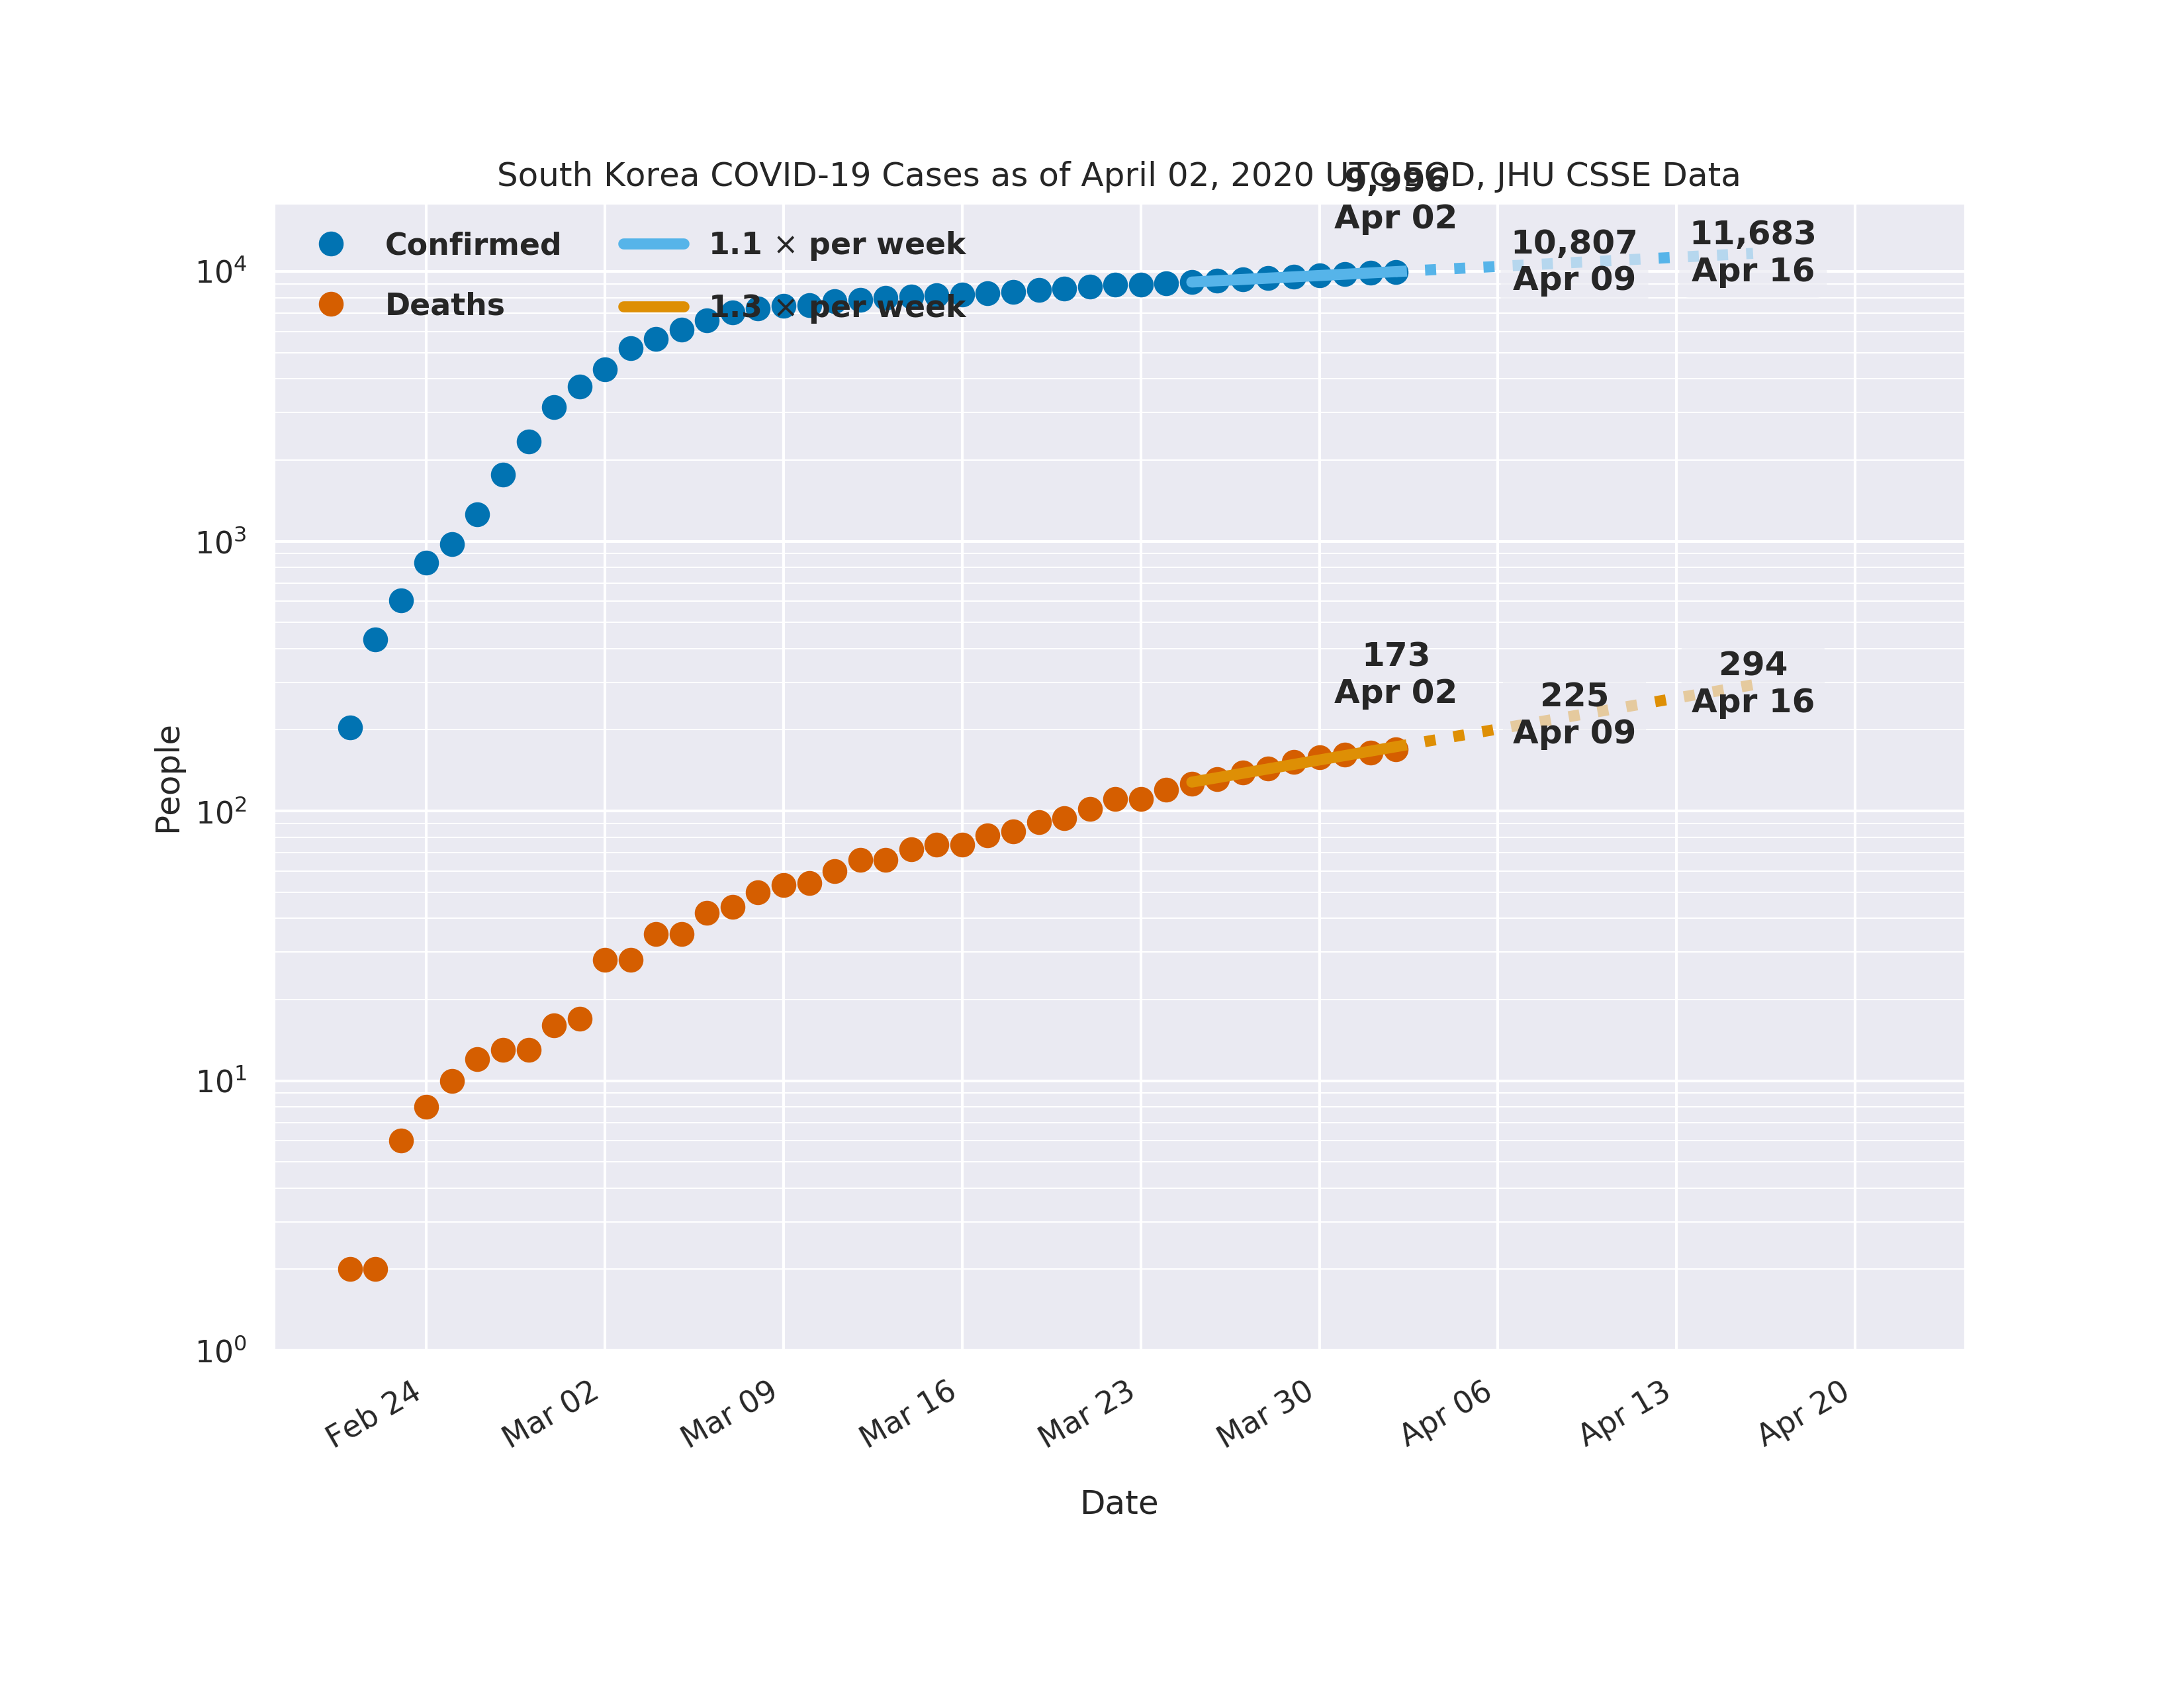 South Korea COVID-19 Cases as of April 02, 2020 UTC EOD, JHU CSSE Data
9,996
Apr 02
10,807
Apr 09
11,683
Apr 16
Confirmed
1.1 × per week
Deaths
1.3 × per week
173
Apr 02
225
Apr 09
294
Apr 16
People
10⁴
10³
10²
10¹
10⁰
Feb 24
Mar 02
Mar 09
Mar 16
Mar 23
Mar 30
Apr 06
Apr 13
Apr 20
Date